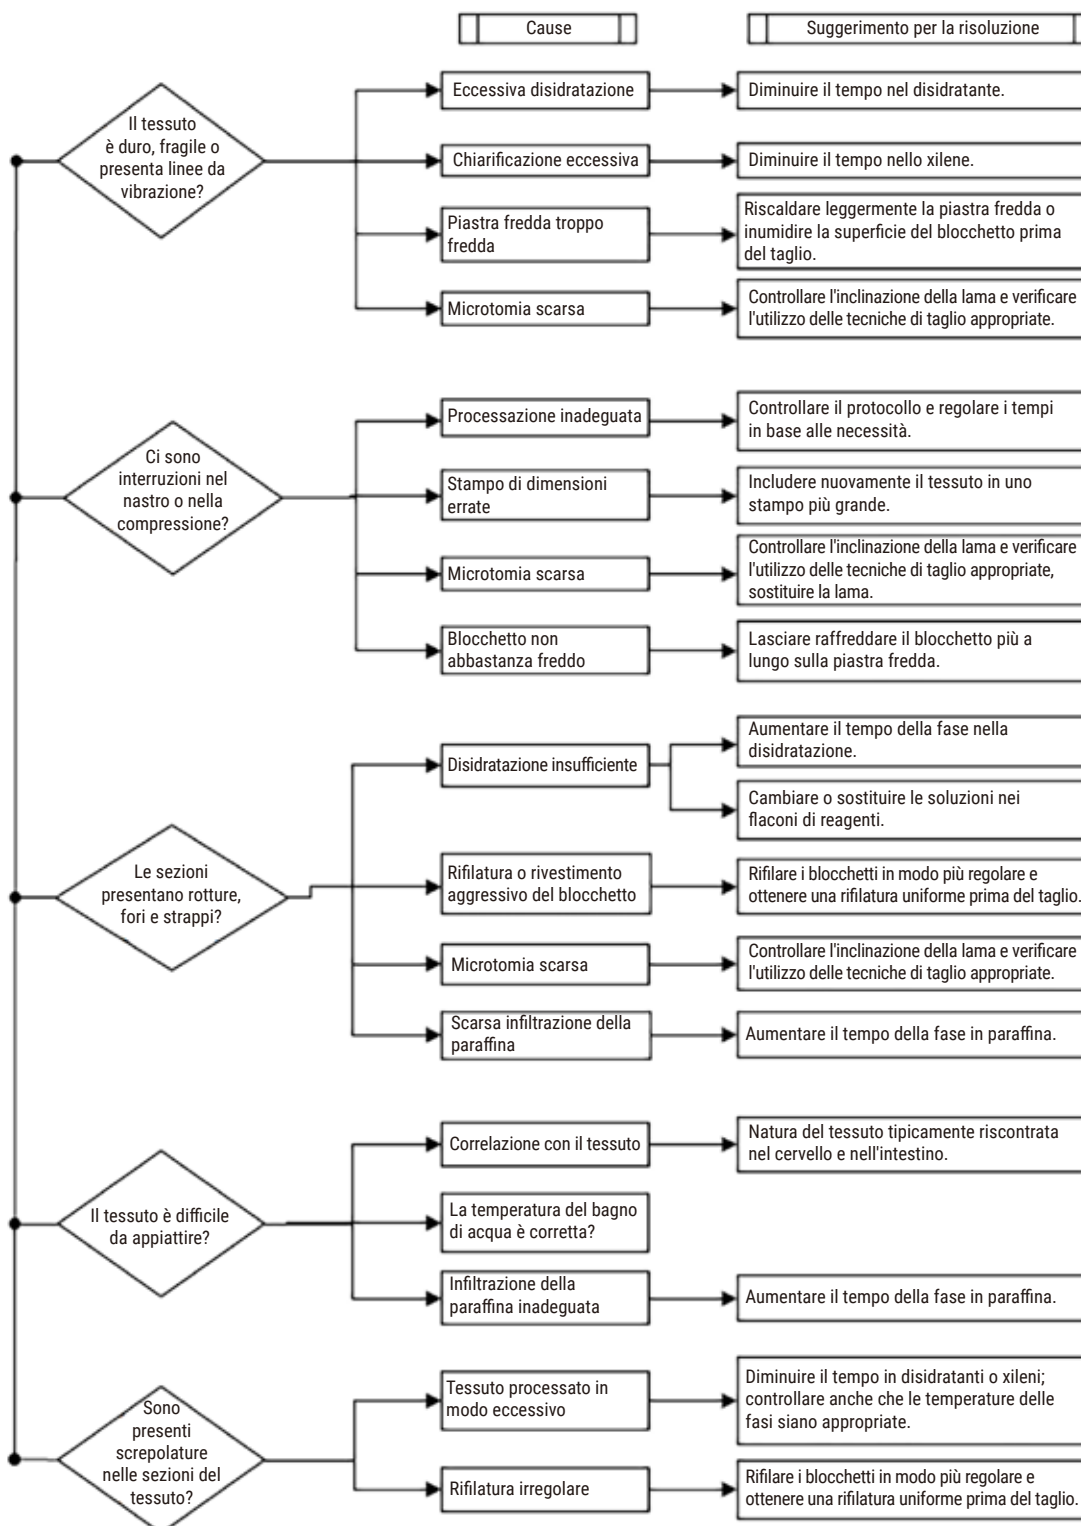 Cause
Suggerimento per la risoluzione
Il tessuto
è duro, fragile o
presenta linee da
vibrazione?
Eccessiva disidratazione
Diminuire il tempo nel disidratante.
Chiarificazione eccessiva
Diminuire il tempo nello xilene.
Piastra fredda troppo
fredda
Riscaldare leggermente la piastra fredda o
inumidire la superficie del blocchetto prima
del taglio.
Microtomia scarsa
Controllare l'inclinazione della lama e verificare
l'utilizzo delle tecniche di taglio appropriate.
Ci sono
interruzioni nel
nastro o nella
compressione?
Processazione inadeguata
Controllare il protocollo e regolare i tempi
in base alle necessità.
Stampo di dimensioni
errate
Includere nuovamente il tessuto in uno
stampo più grande.
Microtomia scarsa
Controllare l'inclinazione della lama e verificare
l'utilizzo delle tecniche di taglio appropriate,
sostituire la lama.
Blocchetto non
abbastanza freddo
Lasciare raffreddare il blocchetto più a
lungo sulla piastra fredda.
Le sezioni
presentano rotture,
fori e strappi?
Disidratazione insufficiente
Aumentare il tempo della fase nella
disidratazione.
Cambiare o sostituire le soluzioni nei
flaconi di reagenti.
Rifilatura o rivestimento
aggressivo del blocchetto
Rifilare i blocchetti in modo più regolare e
ottenere una rifilatura uniforme prima del taglio.
Microtomia scarsa
Controllare l'inclinazione della lama e verificare
l'utilizzo delle tecniche di taglio appropriate.
Scarsa infiltrazione della
paraffina
Aumentare il tempo della fase in paraffina.
Il tessuto è difficile
da appiattire?
Correlazione con il tessuto
Natura del tessuto tipicamente riscontrata
nel cervello e nell'intestino.
La temperatura del bagno
di acqua è corretta?
Infiltrazione della
paraffina inadeguata
Aumentare il tempo della fase in paraffina.
Sono
presenti
screpolature
nelle sezioni del
tessuto?
Tessuto processato in
modo eccessivo
Diminuire il tempo in disidratanti o xileni;
controllare anche che le temperature delle
fasi siano appropriate.
Rifilatura irregolare
Rifilare i blocchetti in modo più regolare e
ottenere una rifilatura uniforme prima del taglio.